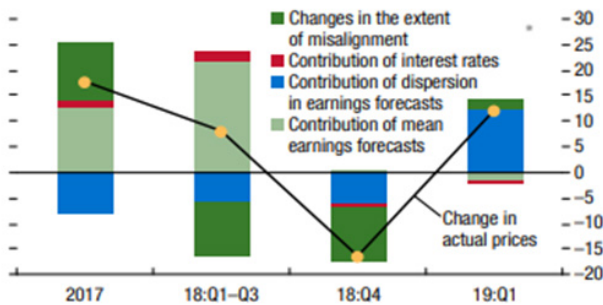 Changes in the extent
of misalignment
Contribution of interest rates
Contribution of dispersion
in earnings forecasts
Contribution of mean
earnings forecasts
Change in
actual prices
30
25
20
15
10
5
0
–5
–10
–15
–20
2017
18:Q1–Q3
18:Q4
19:Q1